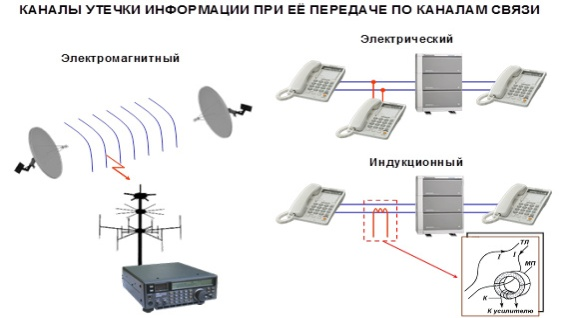 КАНАЛЫ УТЕЧКИ ИНФОРМАЦИИ ПРИ ЕЁ ПЕРЕДАЧЕ ПО КАНАЛАМ СВЯЗИ
Электромагнитный
Электрический
Индукционный
ТП
I I
МП
К
К усилителю